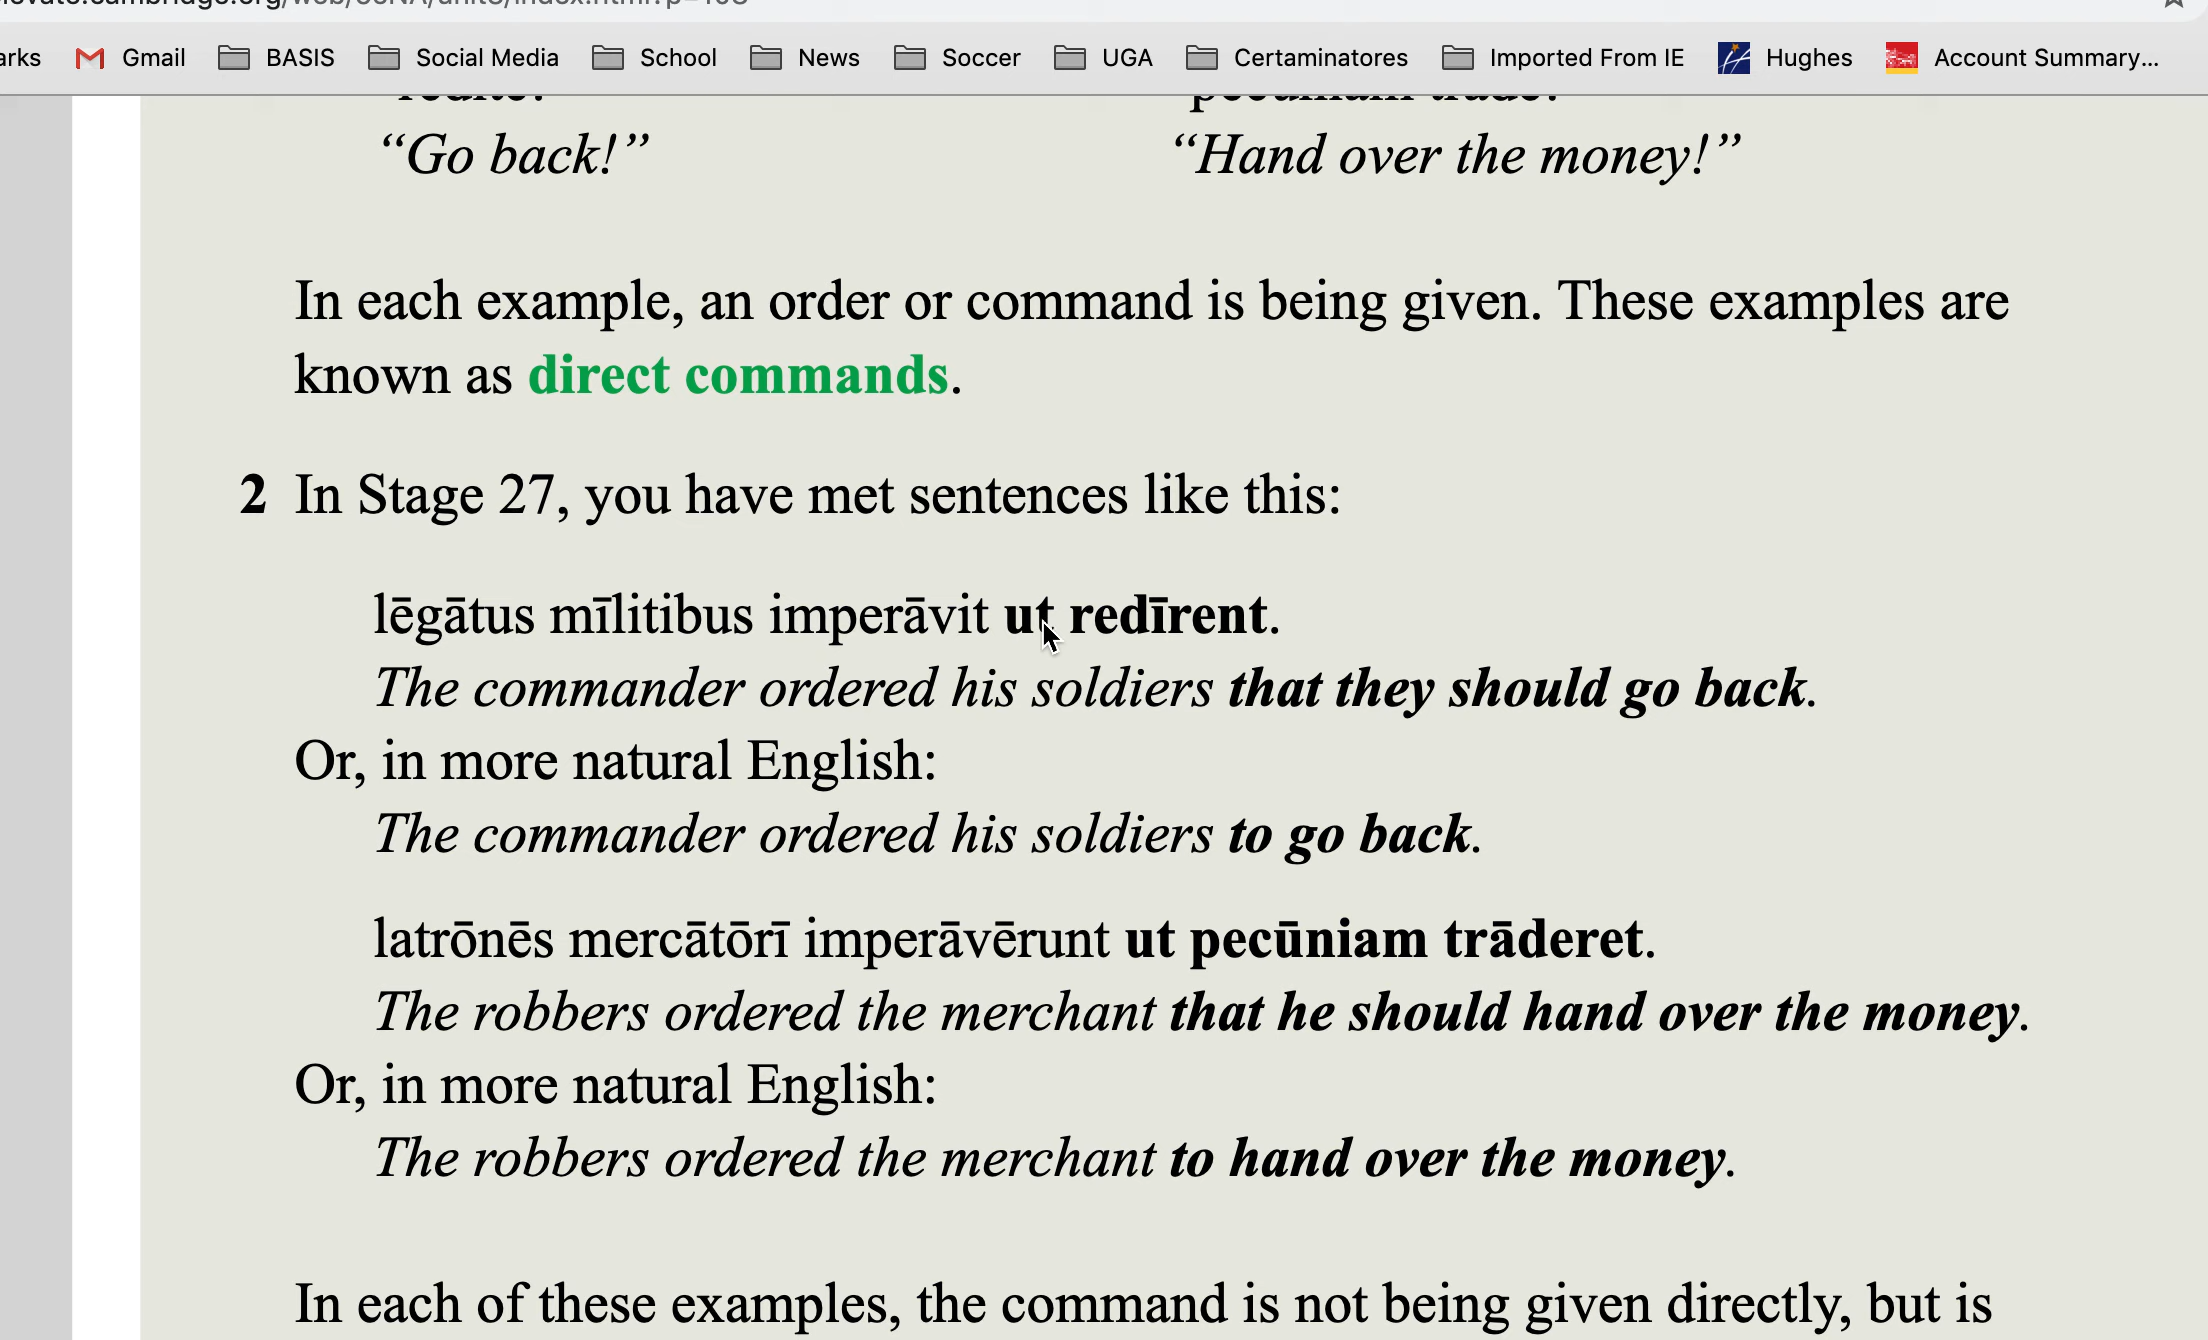 arks Gmail BASIS Social Media School News Soccer UGA Certaminatores Imported From IE Hughes Account Summary...
“Go back!” “Hand over the money!”
In each example, an order or command is being given. These examples are
known as direct commands.
2 In Stage 27, you have met sentences like this:
lēgātus mīlitibus imperāvit ut redīrent.
The commander ordered his soldiers that they should go back.
Or, in more natural English:
The commander ordered his soldiers to go back.
latrōnēs mercātōrī imperāvērunt ut pecūniam trāderet.
The robbers ordered the merchant that he should hand over the money.
Or, in more natural English:
The robbers ordered the merchant to hand over the money.
In each of these examples, the command is not being given directly, but is